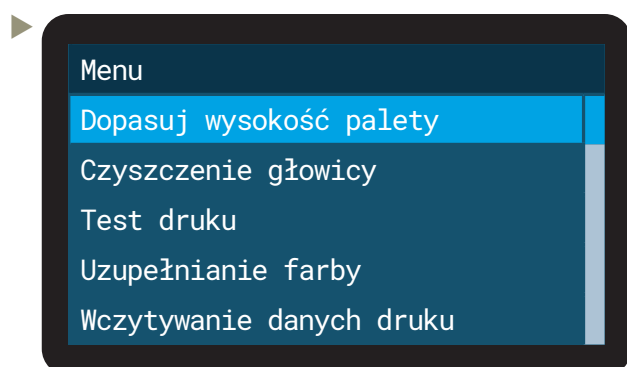 Menu
Dopasuj wysokość palety
Czyszczenie głowicy
Test druku
Uzupełnianie farby
Wczytywanie danych druku